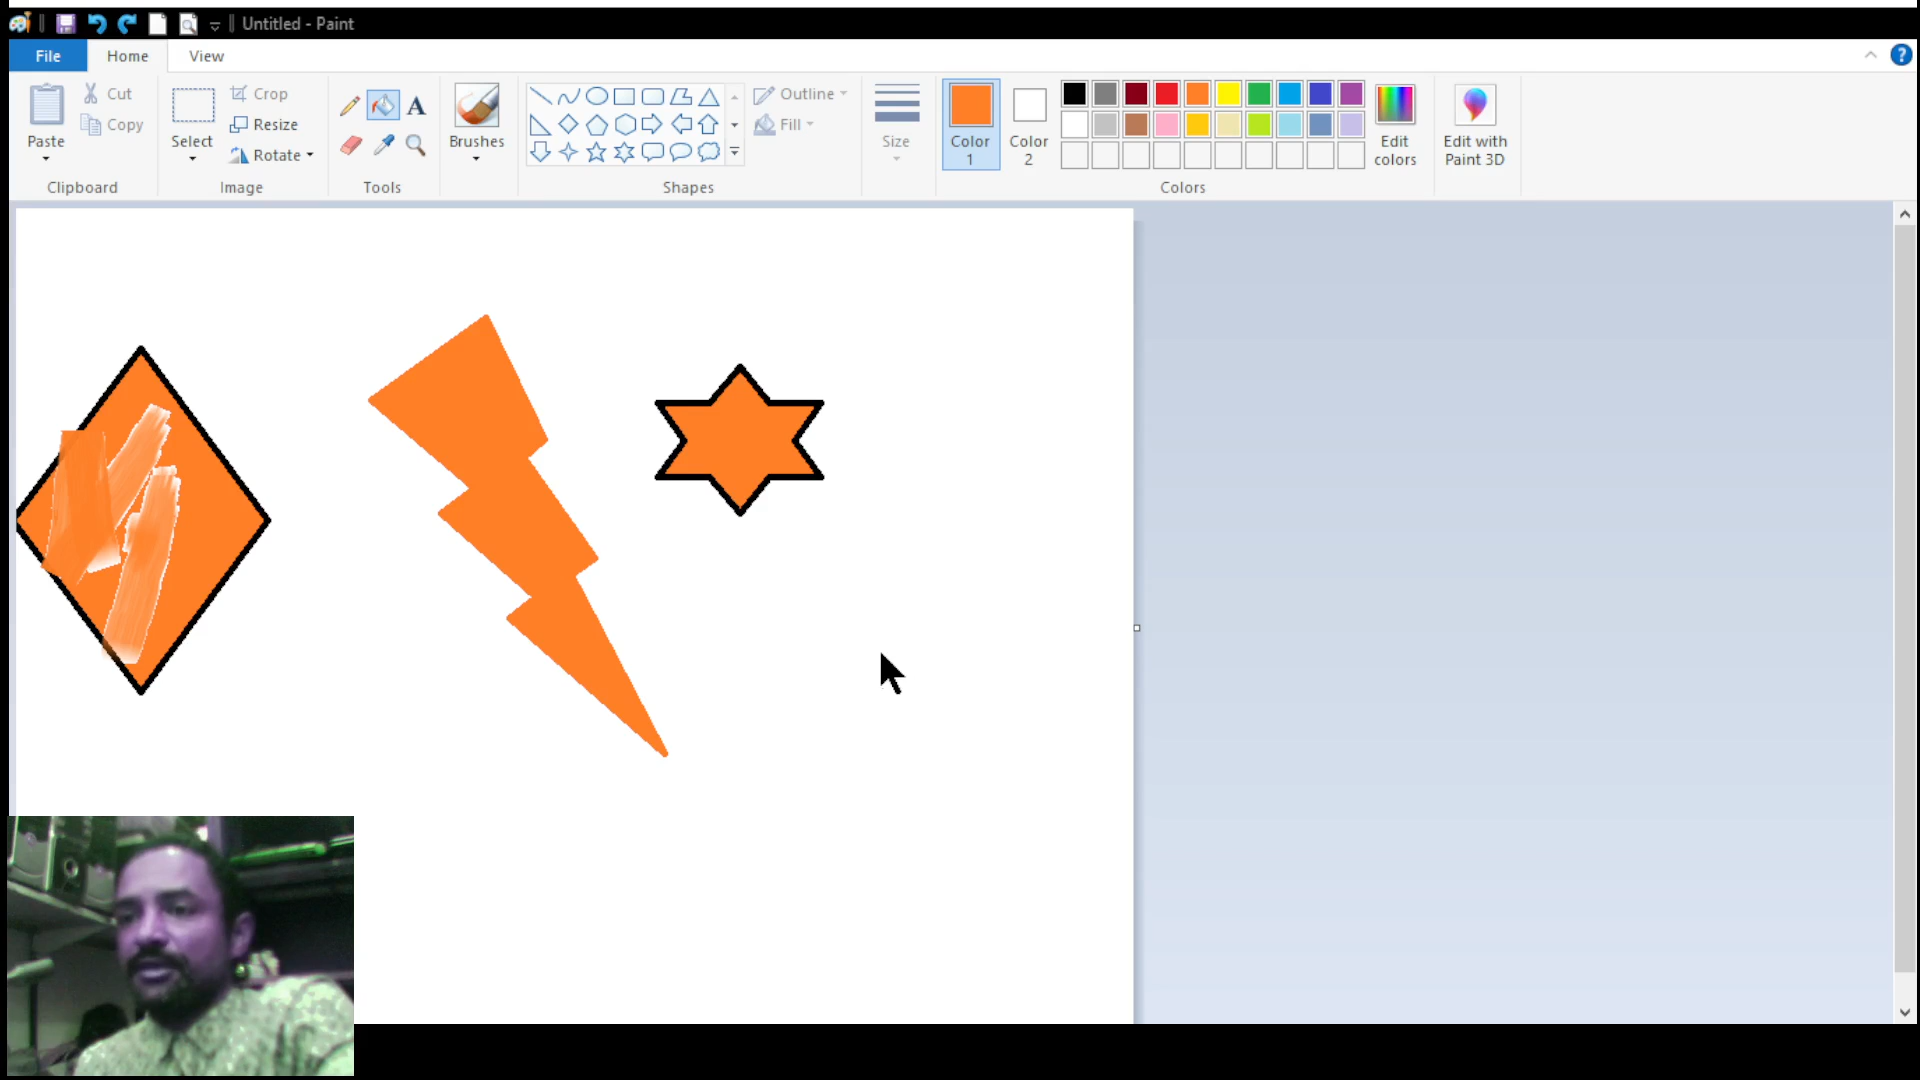 Untitled - Paint
File Home View
Paste
Cut
Copy
Clipboard
Select
Crop
Resize
Rotate
Image
A
Tools
Brushes
Shapes
Outline
Fill
Size
Color
1
Color
2
Colors
Edit
colors
Edit with
Paint 3D
?